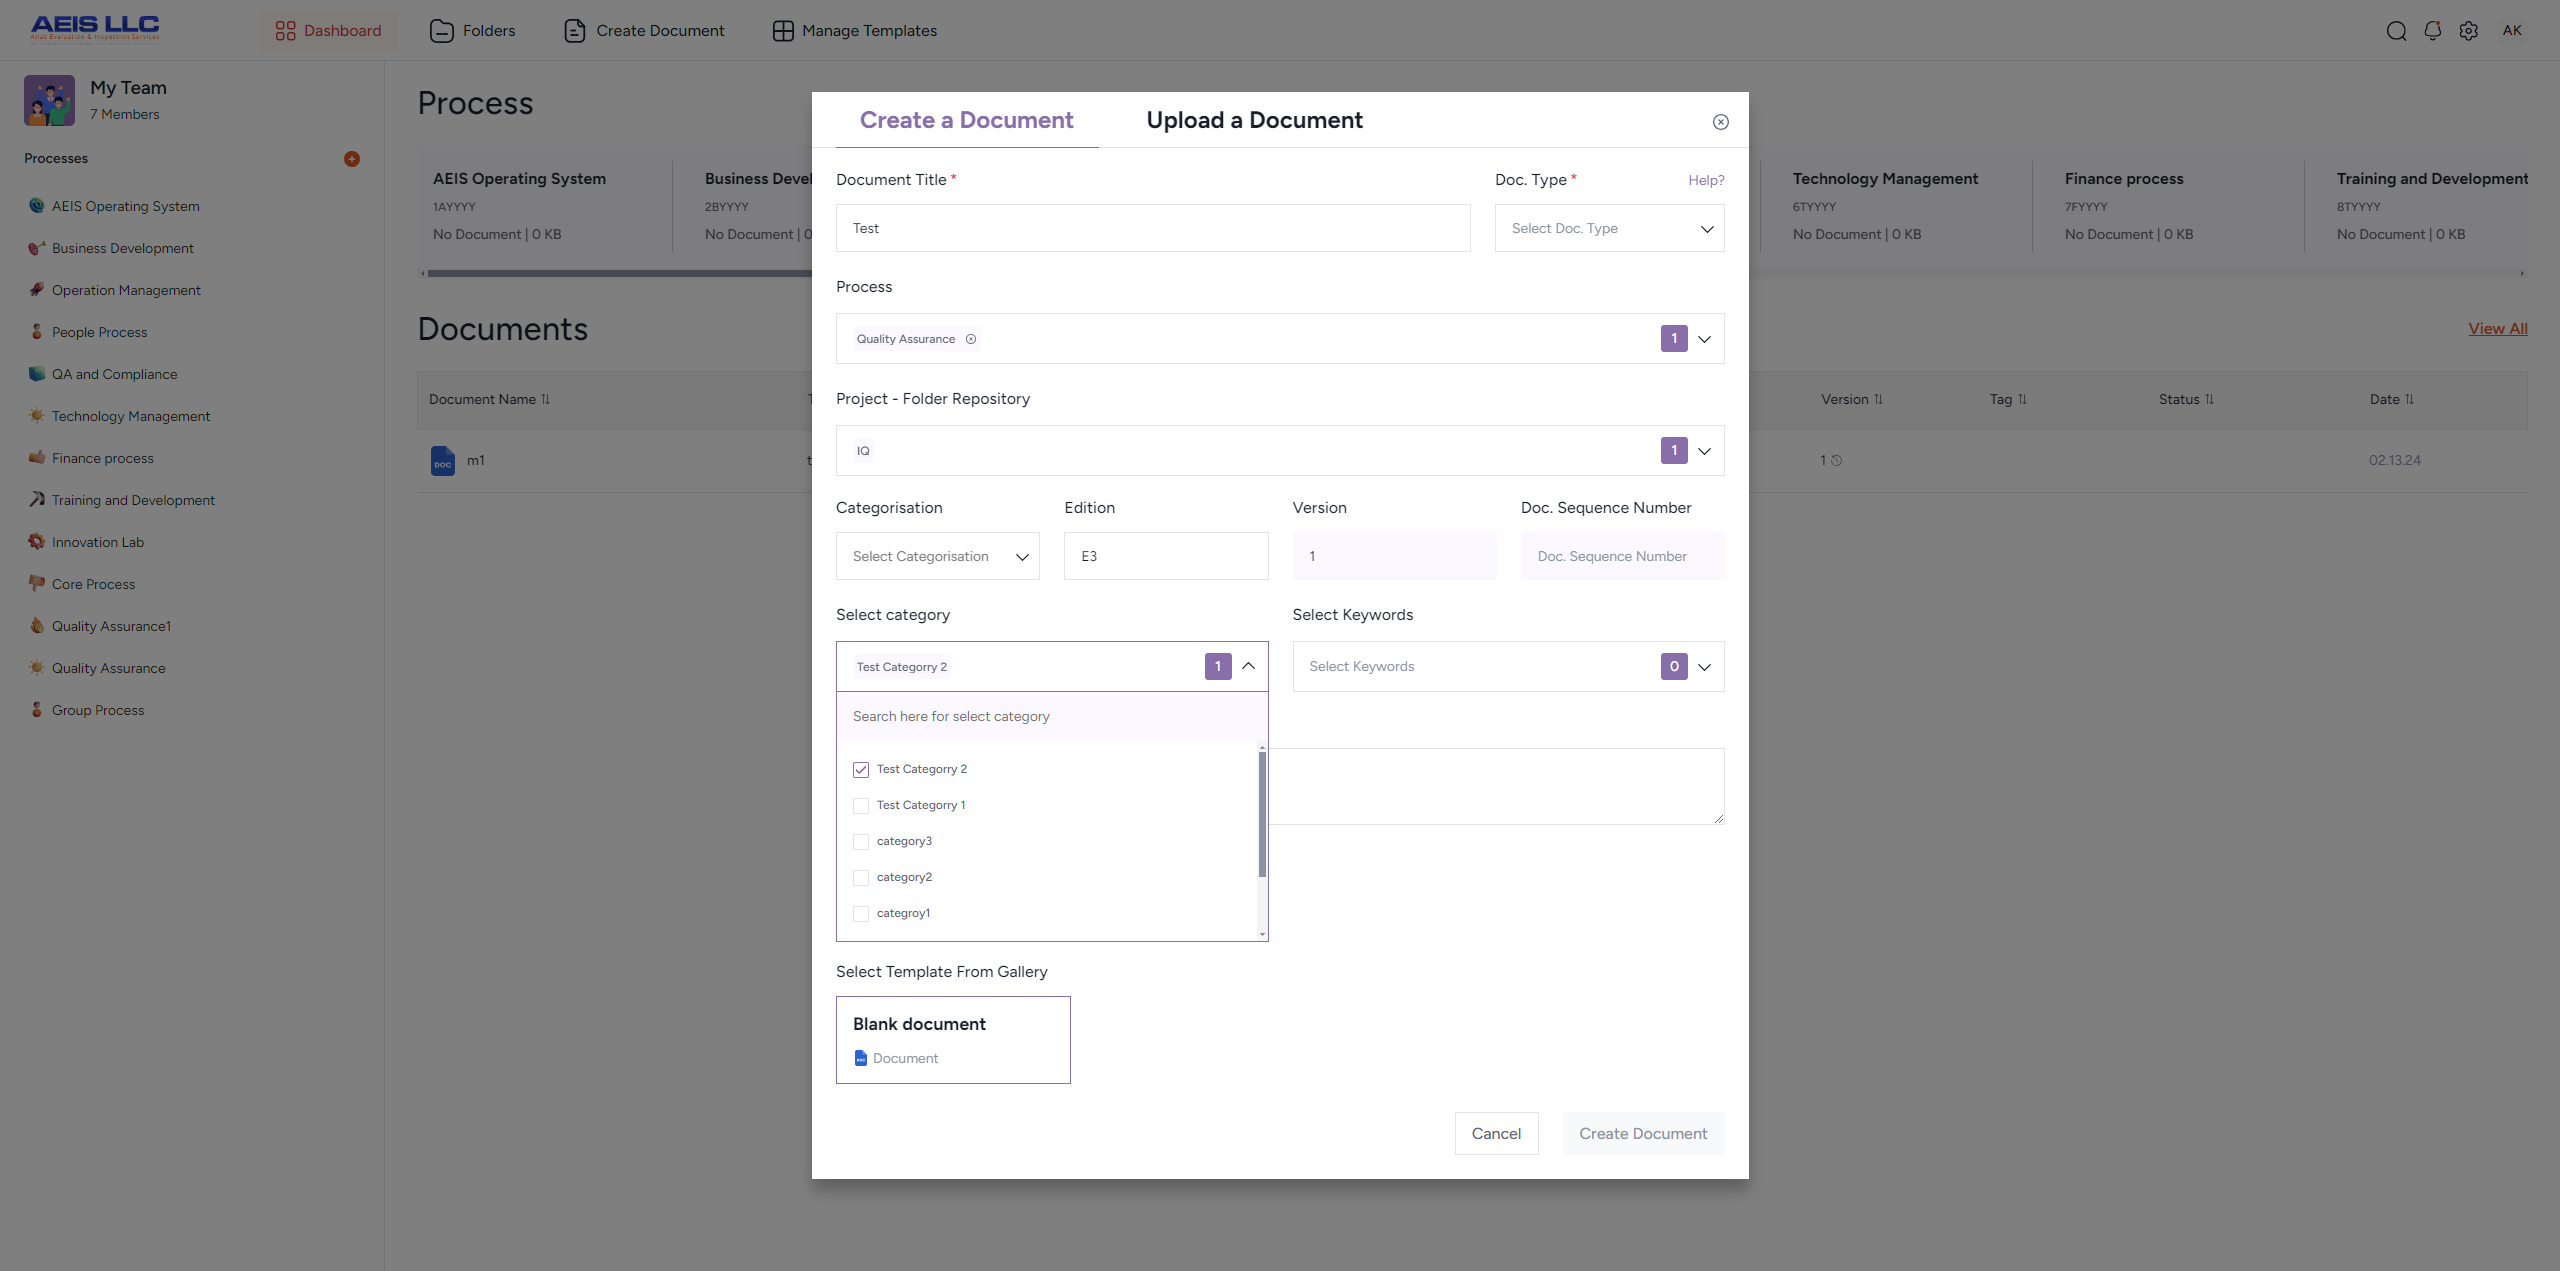 AEIS LLC
Atlas Evaluation & Inspection Services
Dashboard
Folders
Create Document
Manage Templates
AK
My Team
7 Members
Processes
AEIS Operating System
Business Development
Operation Management
People Process
QA and Compliance
Technology Management
Finance process
Training and Development
Innovation Lab
Core Process
Quality Assurance1
Quality Assurance
Group Process
Process
AEIS Operating System
1AYYYY
No Document | 0 KB
Business Devel
2BYYYY
No Document | 0
Technology Management
6TYYYY
No Document | 0 KB
Finance process
7FYYYY
No Document | 0 KB
Training and Development
8TYYYY
No Document | 0 KB
Documents
View All
Document Name
Version
Tag
Status
Date
DOC
m1
t
1
02.13.24
Create a Document
Upload a Document
Document Title *
Doc. Type *
Help?
Test
Select Doc. Type
Process
Quality Assurance
1
Project - Folder Repository
IQ
1
Categorisation
Edition
Version
Doc. Sequence Number
Select Categorisation
E3
1
Doc. Sequence Number
Select category
Select Keywords
Test Categorry 2
1
Select Keywords
0
Search here for select category
Test Categorry 2
Test Categorry 1
category3
category2
categroy1
Select Template From Gallery
Blank document
Document
Cancel
Create Document